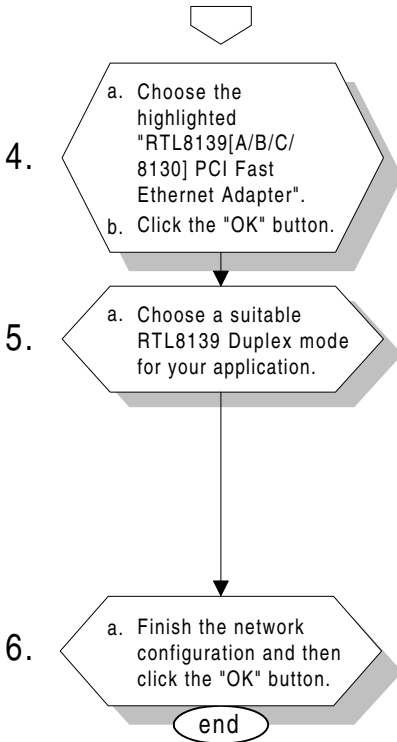 4.
a. Choose the
highlighted
"RTL8139[A/B/C/
8130] PCI Fast
Ethernet Adapter".
b. Click the "OK" button.
5.
a. Choose a suitable
RTL8139 Duplex mode
for your application.
6.
a. Finish the network
configuration and then
click the "OK" button.
end